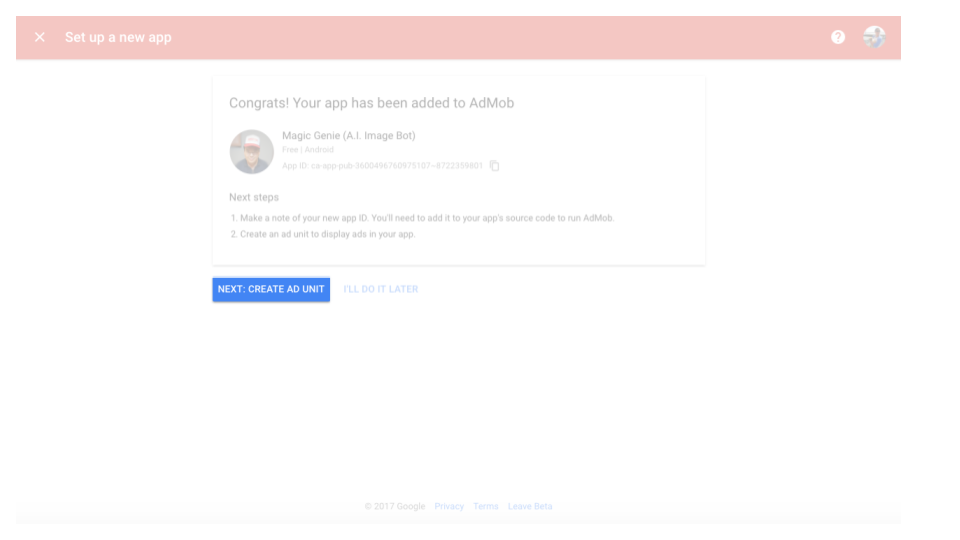 Set up a new app
Congrats! Your app has been added to AdMob
Magic Genie (A.I. Image Bot)
Free | Android
App ID: ca-app-pub-3600496760975107~8722359801
Next steps
1. Make a note of your new app ID. You'll need to add it to your app's source code to run AdMob.
2. Create an ad unit to display ads in your app.
NEXT: CREATE AD UNIT I'LL DO IT LATER
© 2017 Google Privacy Terms Leave Beta